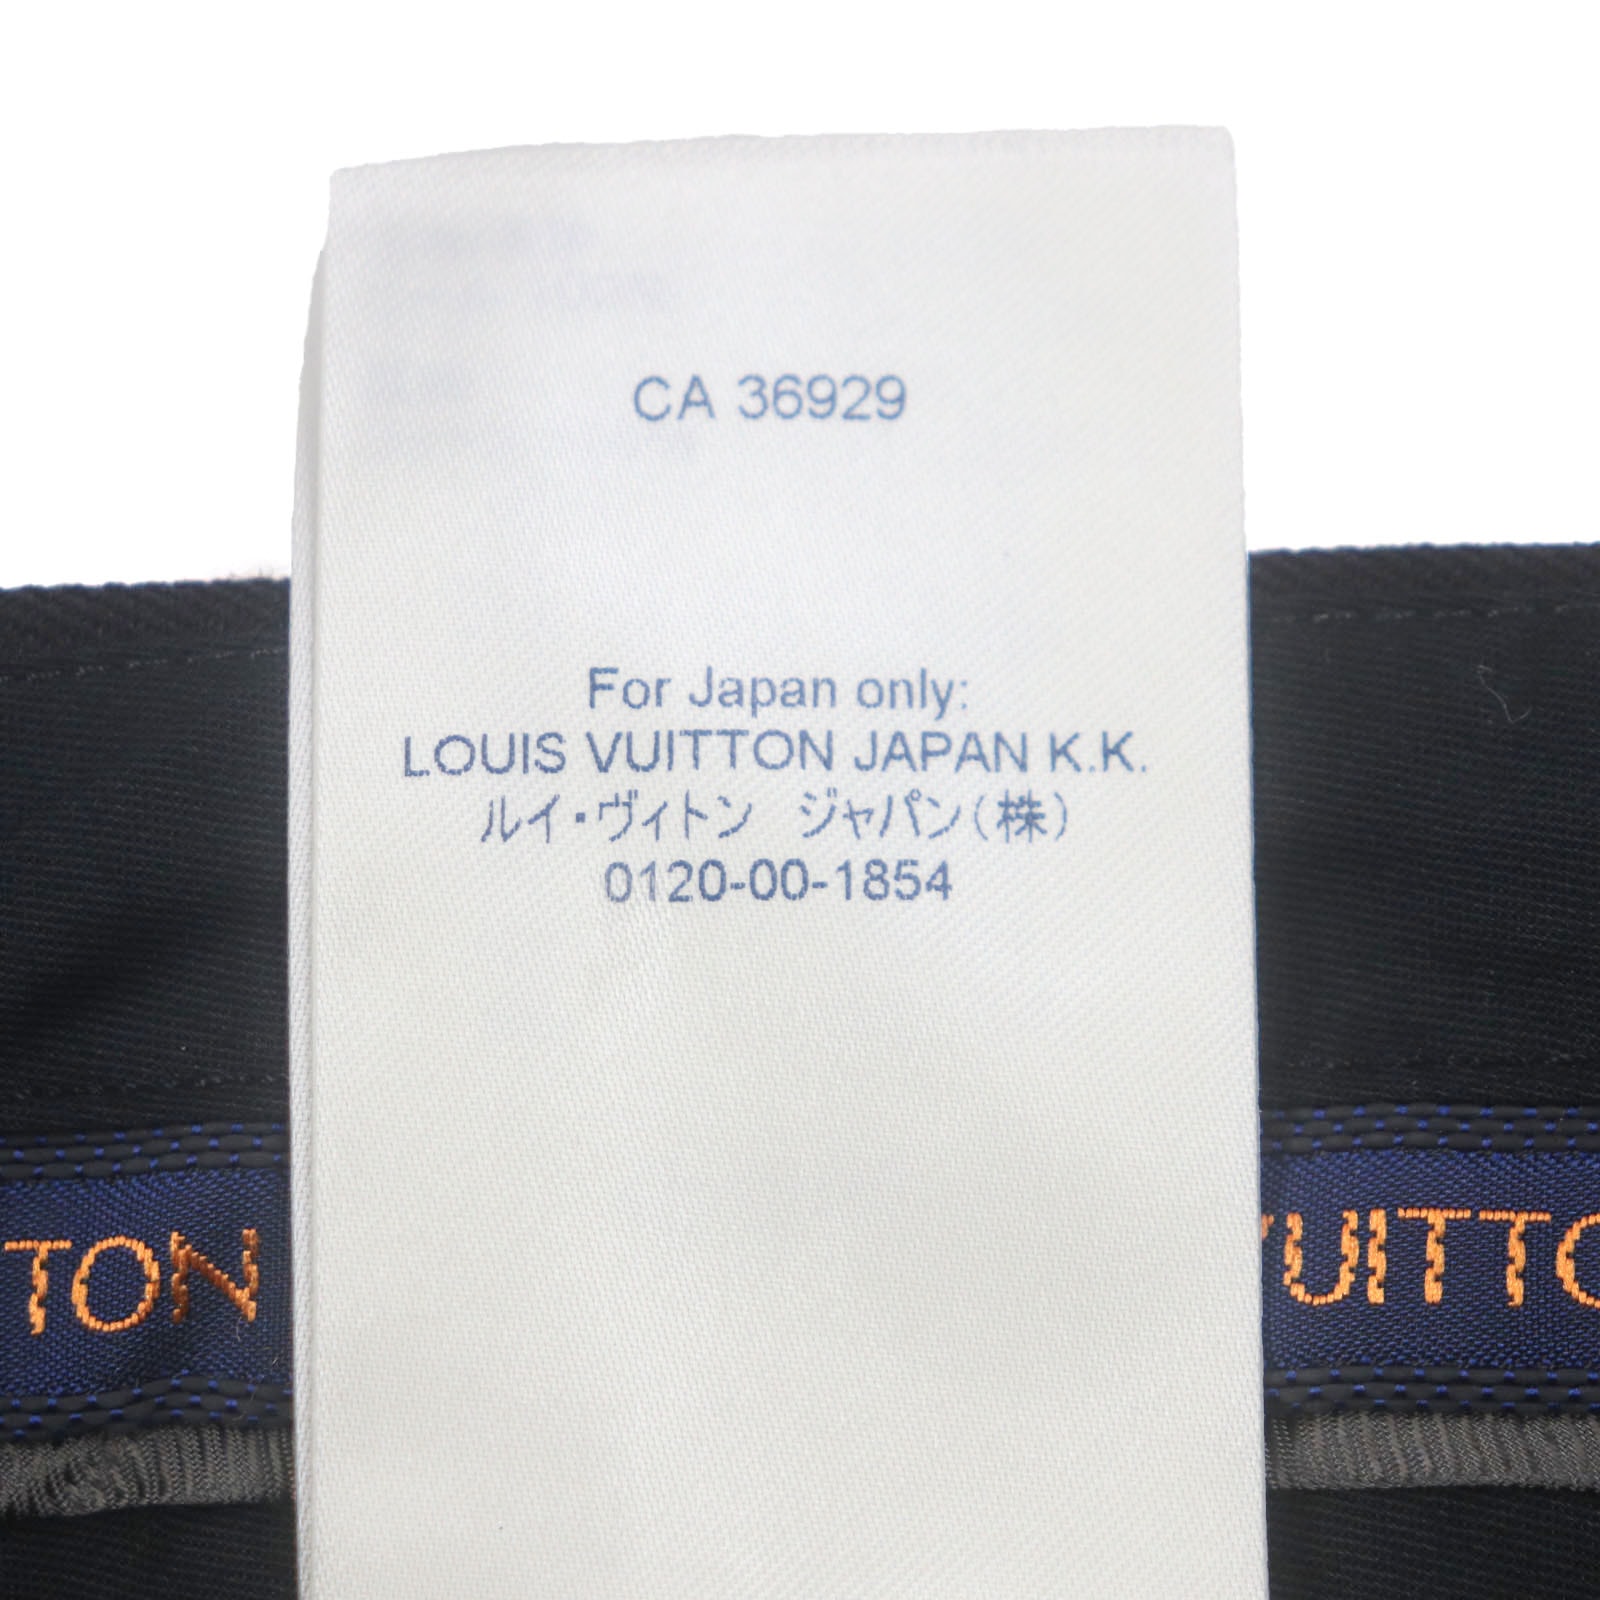 CA 36929
For Japan only:
LOUIS VUITTON JAPAN K.K.
ルイ・ヴィトン　ジャパン(株)
0120-00-1854
TON
VUITTO